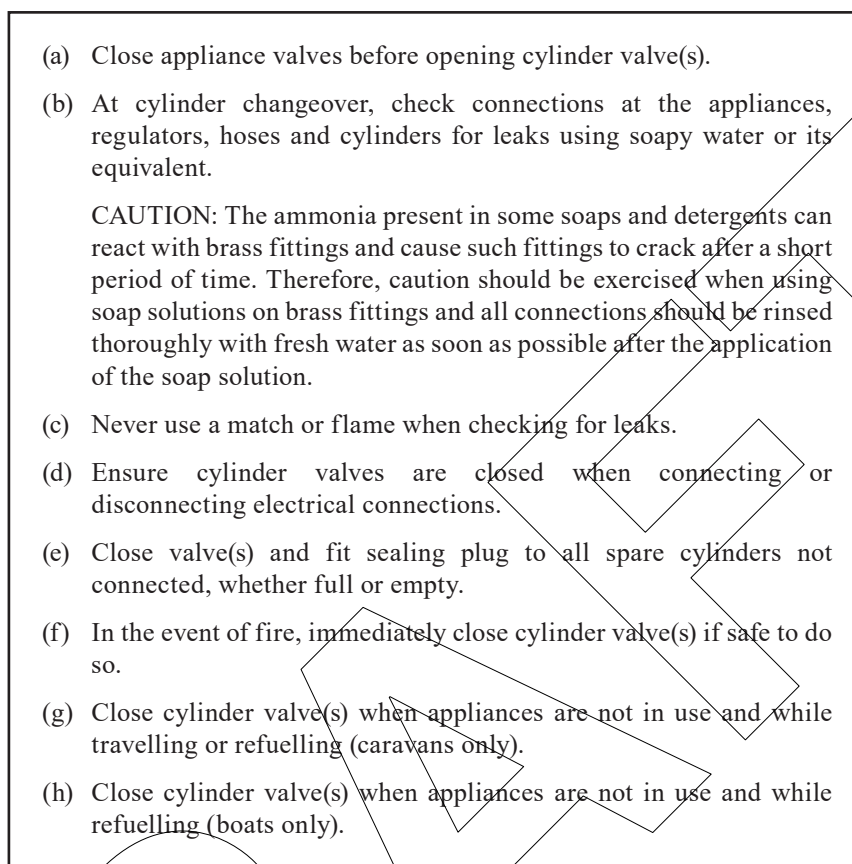 (a) Close appliance valves before opening cylinder valve(s).
(b) At cylinder changeover, check connections at the appliances,
regulators, hoses and cylinders for leaks using soapy water or its
equivalent.
CAUTION: The ammonia present in some soaps and detergents can
react with brass fittings and cause such fittings to crack after a short
period of time. Therefore, caution should be exercised when using
soap solutions on brass fittings and all connections should be rinsed
thoroughly with fresh water as soon as possible after the application
of the soap solution.
(c) Never use a match or flame when checking for leaks.
(d) Ensure cylinder valves are closed when connecting or
disconnecting electrical connections.
(e) Close valve(s) and fit sealing plug to all spare cylinders not
connected, whether full or empty.
(f) In the event of fire, immediately close cylinder valve(s) if safe to do
so.
(g) Close cylinder valve(s) when appliances are not in use and while
travelling or refuelling (caravans only).
(h) Close cylinder valve(s) when appliances are not in use and while
refuelling (boats only).